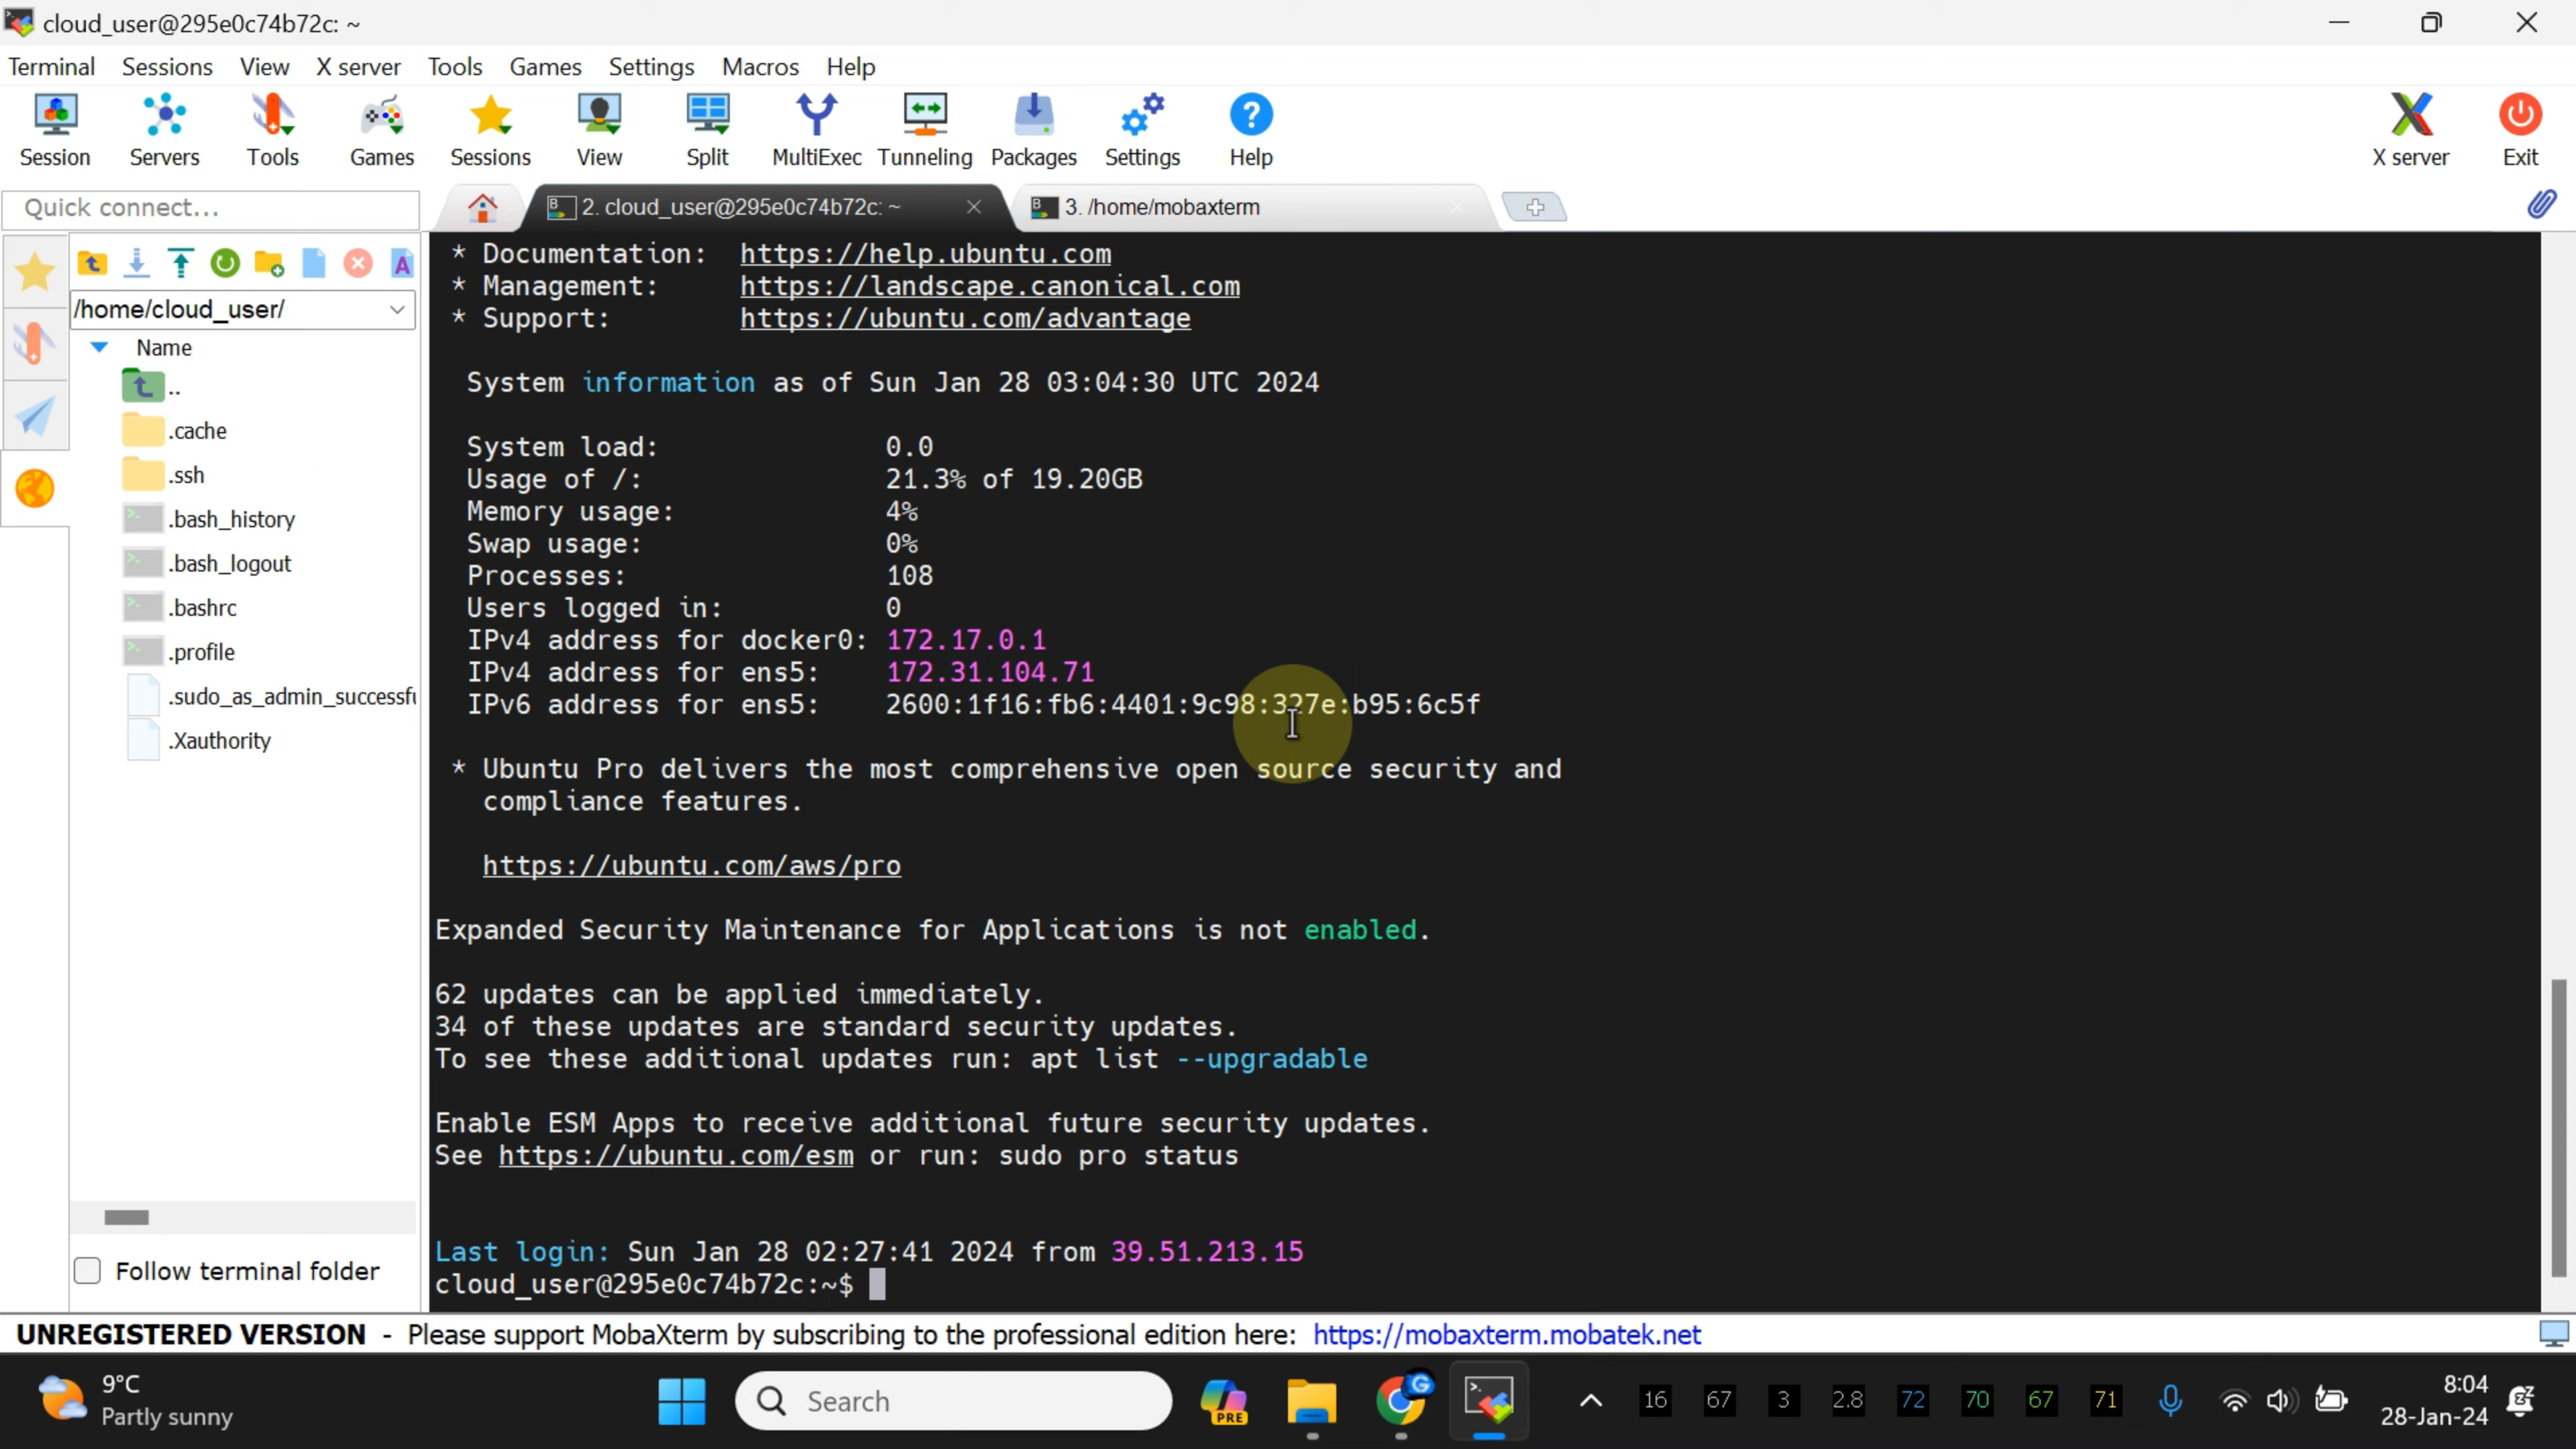 cloud_user@295e0c74b72c: ~
Terminal Sessions View X server Tools Games Settings Macros Help
Session Servers Tools Games Sessions View Split MultiExec Tunneling Packages Settings Help X server Exit
Quick connect...
2. cloud_user@295e0c74b72c: ~
3. /home/mobaxterm
/home/cloud_user/
Name
..
.cache
.ssh
.bash_history
.bash_logout
.bashrc
.profile
.sudo_as_admin_successfu
.Xauthority
Follow terminal folder
* Documentation: https://help.ubuntu.com
* Management: https://landscape.canonical.com
* Support: https://ubuntu.com/advantage
System information as of Sun Jan 28 03:04:30 UTC 2024
System load: 0.0
Usage of /: 21.3% of 19.20GB
Memory usage: 4%
Swap usage: 0%
Processes: 108
Users logged in: 0
IPv4 address for docker0: 172.17.0.1
IPv4 address for ens5: 172.31.104.71
IPv6 address for ens5: 2600:1f16:fb6:4401:9c98:327e:b95:6c5f
* Ubuntu Pro delivers the most comprehensive open source security and
compliance features.
https://ubuntu.com/aws/pro
Expanded Security Maintenance for Applications is not enabled.
62 updates can be applied immediately.
34 of these updates are standard security updates.
To see these additional updates run: apt list --upgradable
Enable ESM Apps to receive additional future security updates.
See https://ubuntu.com/esm or run: sudo pro status
Last login: Sun Jan 28 02:27:41 2024 from 39.51.213.15
cloud_user@295e0c74b72c:~$
UNREGISTERED VERSION - Please support MobaXterm by subscribing to the professional edition here: https://mobaxterm.mobatek.net
9°C
Partly sunny
Search
PRE
G
16 67 3 2.8 72 70 67 71
8:04
28-Jan-24